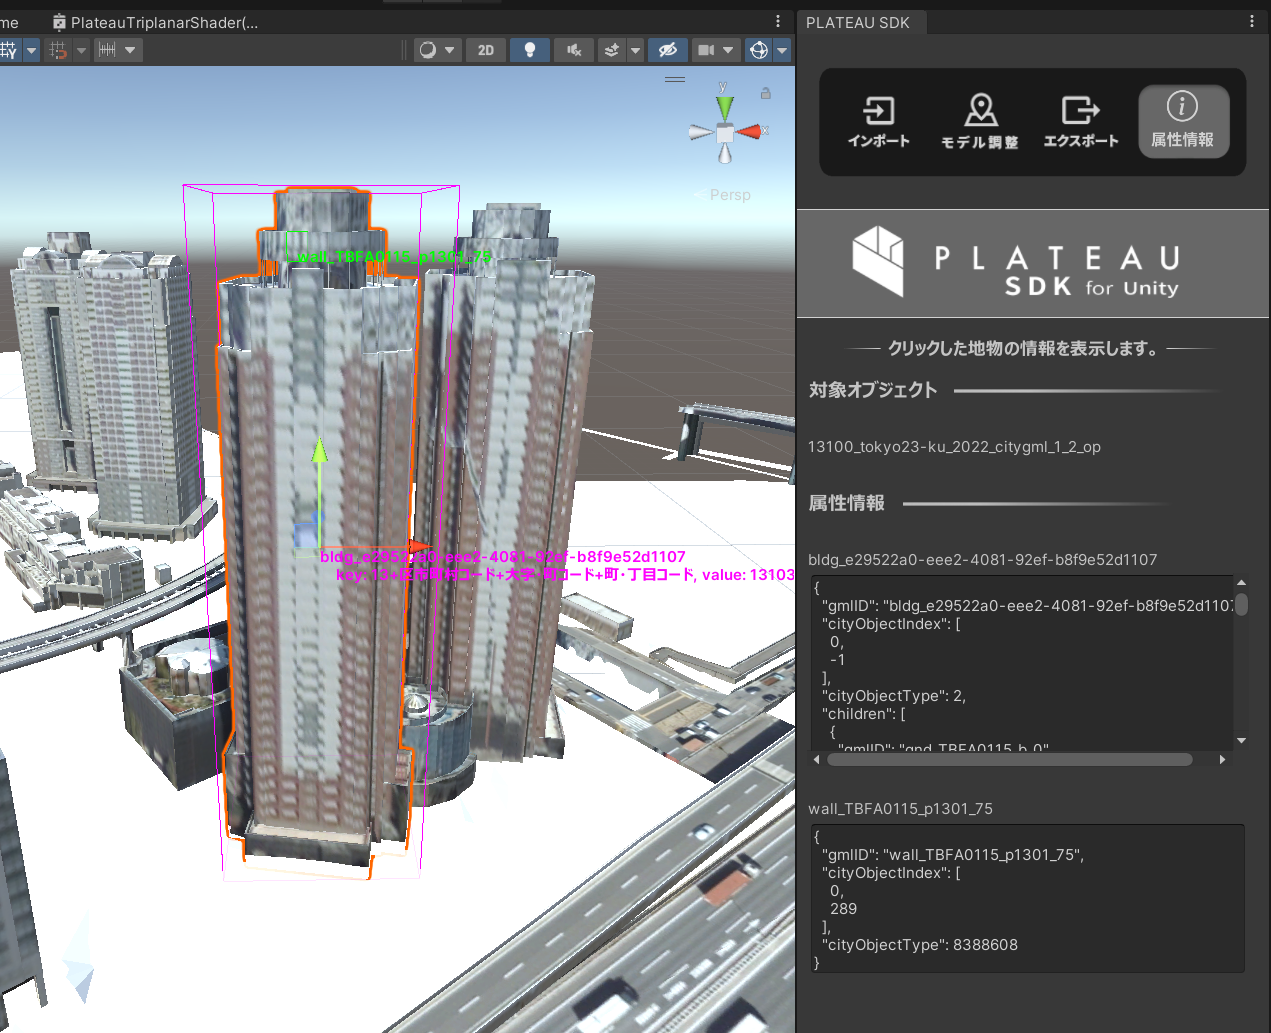 me
PlateauTriplanarShader(...
PLATEAU SDK
2D
インポート
モデル調整
エクスポート
属性情報
y
x
Persp
PLATEAU
SDK for Unity
クリックした地物の情報を表示します。
対象オブジェクト
13100_tokyo23-ku_2022_citygml_1_2_op
属性情報
bldg_e29522a0-eee2-4081-92ef-b8f9e52d1107
{
"gmlID": "bldg_e29522a0-eee2-4081-92ef-b8f9e52d1107
"cityObjectIndex": [
0,
-1
],
"cityObjectType": 2,
"children": [
{
"gmlID": "gnd_TBFA0115_b_0"
wall_TBFA0115_p1301_75
{
"gmlID": "wall_TBFA0115_p1301_75",
"cityObjectIndex": [
0,
289
],
"cityObjectType": 8388608
}
wall_TBFA0115_p1301_75
bldg_e29522a0-eee2-4081-92ef-b8f9e52d1107
key: 13+区市町村コード+大字・町コード+町・丁目コード, value: 13103